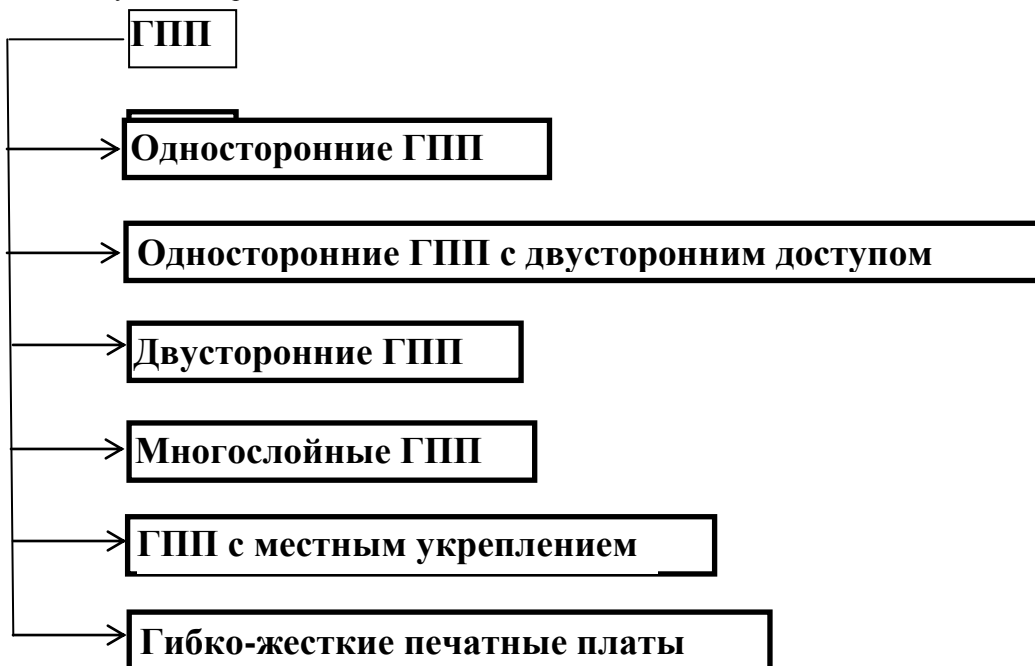 ГПП
Односторонние ГПП
Односторонние ГПП с двусторонним доступом
Двусторонние ГПП
Многослойные ГПП
ГПП с местным укреплением
Гибко-жесткие печатные платы